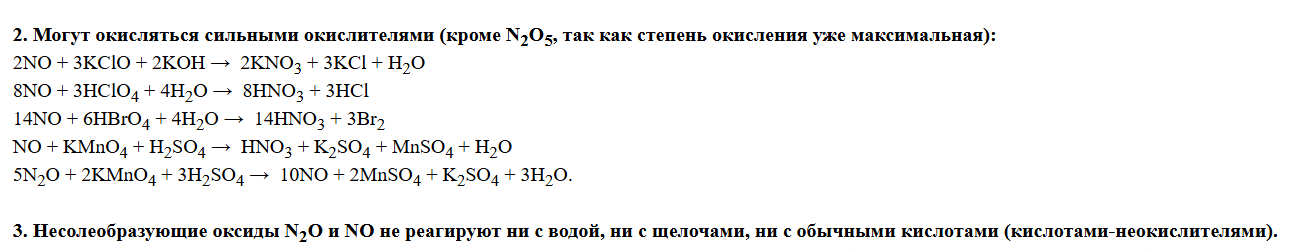 2. Могут окисляться сильными окислителями (кроме N₂O₅, так как степень окисления уже максимальная):
2NO + 3KClO + 2KOH → 2KNO₃ + 3KCl + H₂O
8NO + 3HClO₄ + 4H₂O → 8HNO₃ + 3HCl
14NO + 6HBrO₄ + 4H₂O → 14HNO₃ + 3Br₂
NO + KMnO₄ + H₂SO₄ → HNO₃ + K₂SO₄ + MnSO₄ + H₂O
5N₂O + 2KMnO₄ + 3H₂SO₄ → 10NO + 2MnSO₄ + K₂SO₄ + 3H₂O.
3. Несолеобразующие оксиды N₂O и NO не реагируют ни с водой, ни с щелочами, ни с обычными кислотами (кислотами-неокислителями).